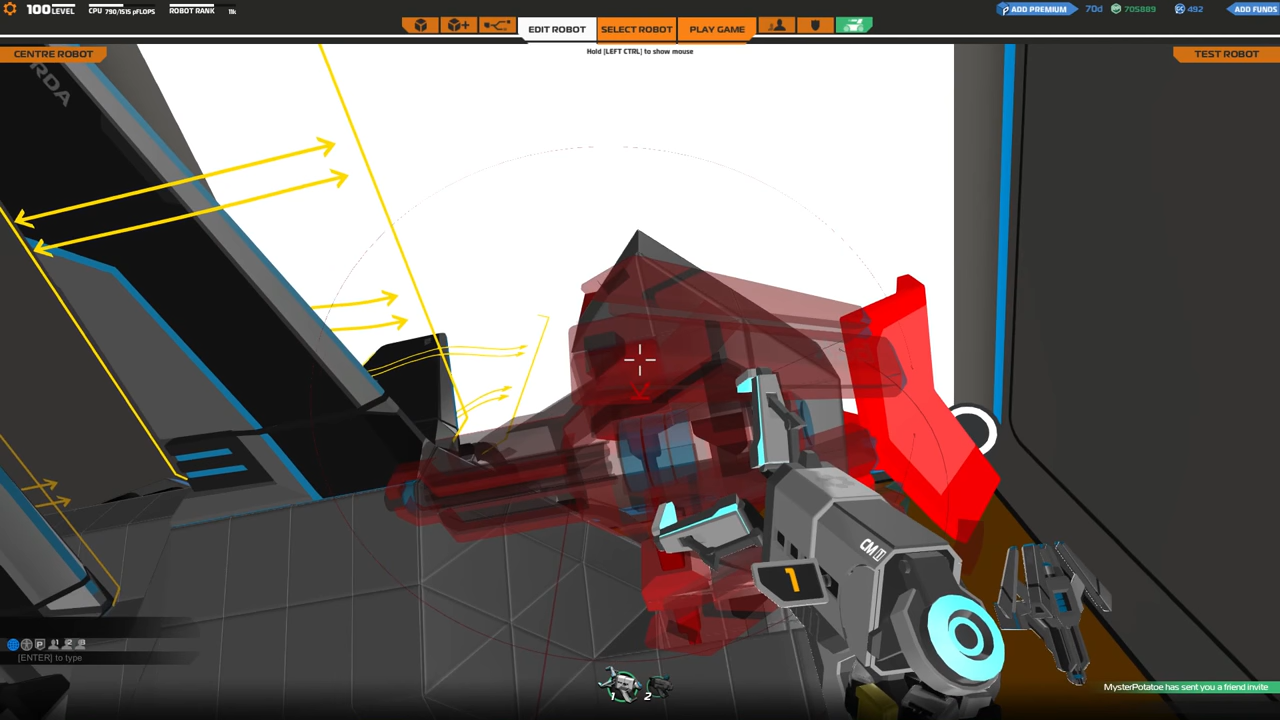 100 LEVEL
CPU 790/1515 pFLOPS
ROBOT RANK 11k
EDIT ROBOT
SELECT ROBOT
PLAY GAME
ADD PREMIUM
70d
705889
492
ADD FUNDS
Hold [LEFT CTRL] to show mouse
CENTRE ROBOT
TEST ROBOT
RDA
CM
1
P
[ENTER] to type
1
2
MysterPotatoe has sent you a friend invite